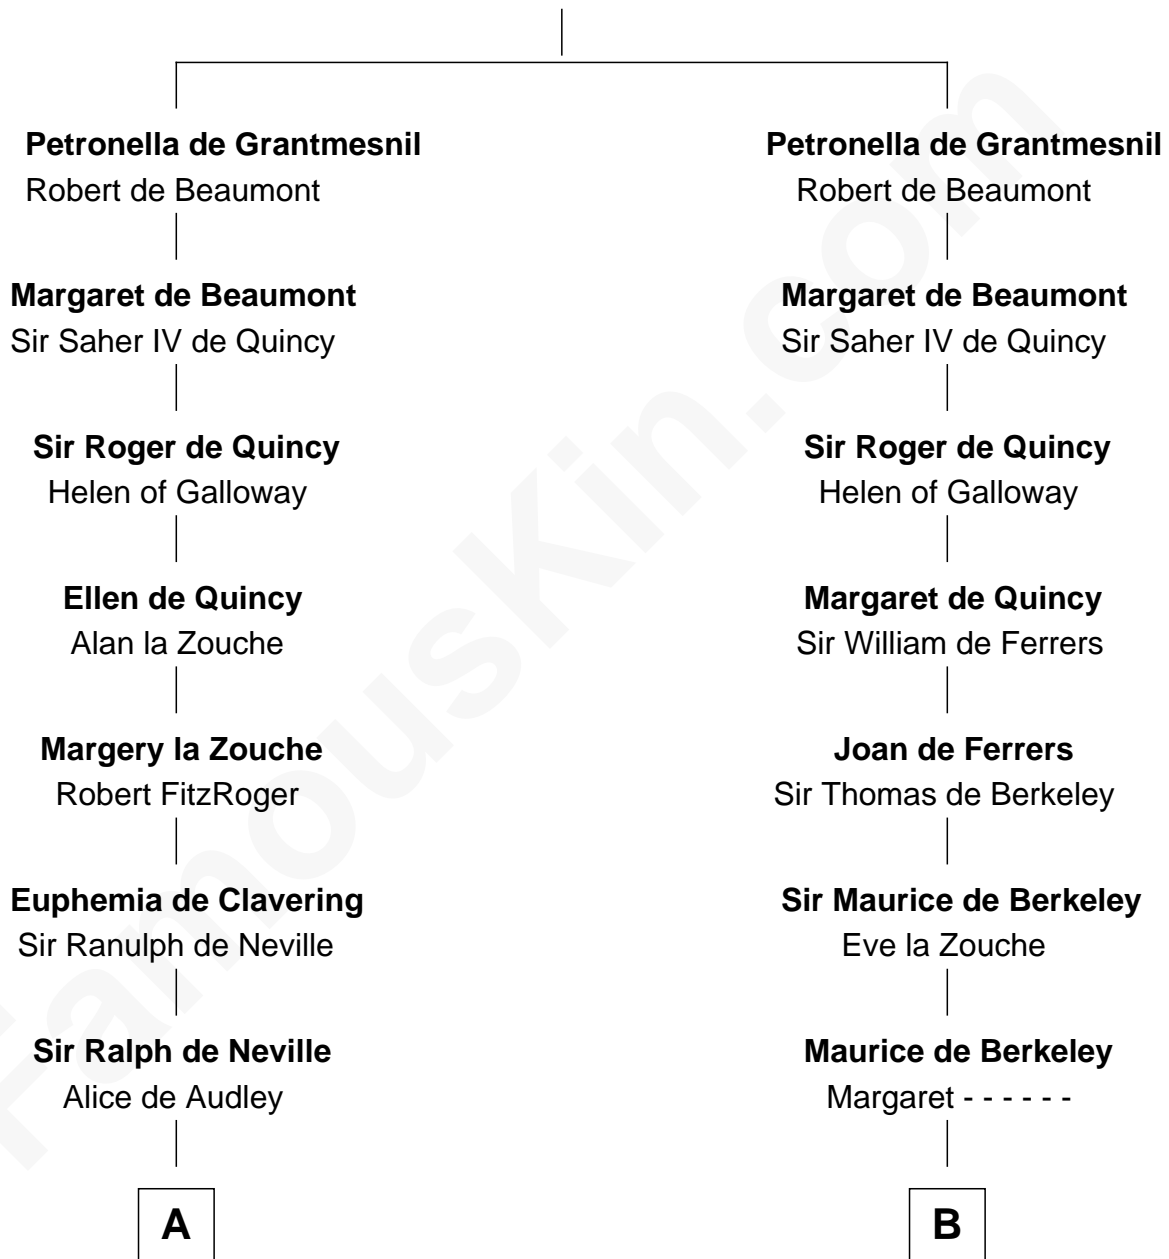 Petronella de Grantmesnil
Robert de Beaumont
Margaret de Beaumont
Sir Saher IV de Quincy
Sir Roger de Quincy
Helen of Galloway
Ellen de Quincy
Alan la Zouche
Margery la Zouche
Robert FitzRoger
Euphemia de Clavering
Sir Ranulph de Neville
Sir Ralph de Neville
Alice de Audley
A
Petronella de Grantmesnil
Robert de Beaumont
Margaret de Beaumont
Sir Saher IV de Quincy
Sir Roger de Quincy
Helen of Galloway
Margaret de Quincy
Sir William de Ferrers
Joan de Ferrers
Sir Thomas de Berkeley
Sir Maurice de Berkeley
Eve la Zouche
Maurice de Berkeley
Margaret - - - - - -
B
FamousKin.com